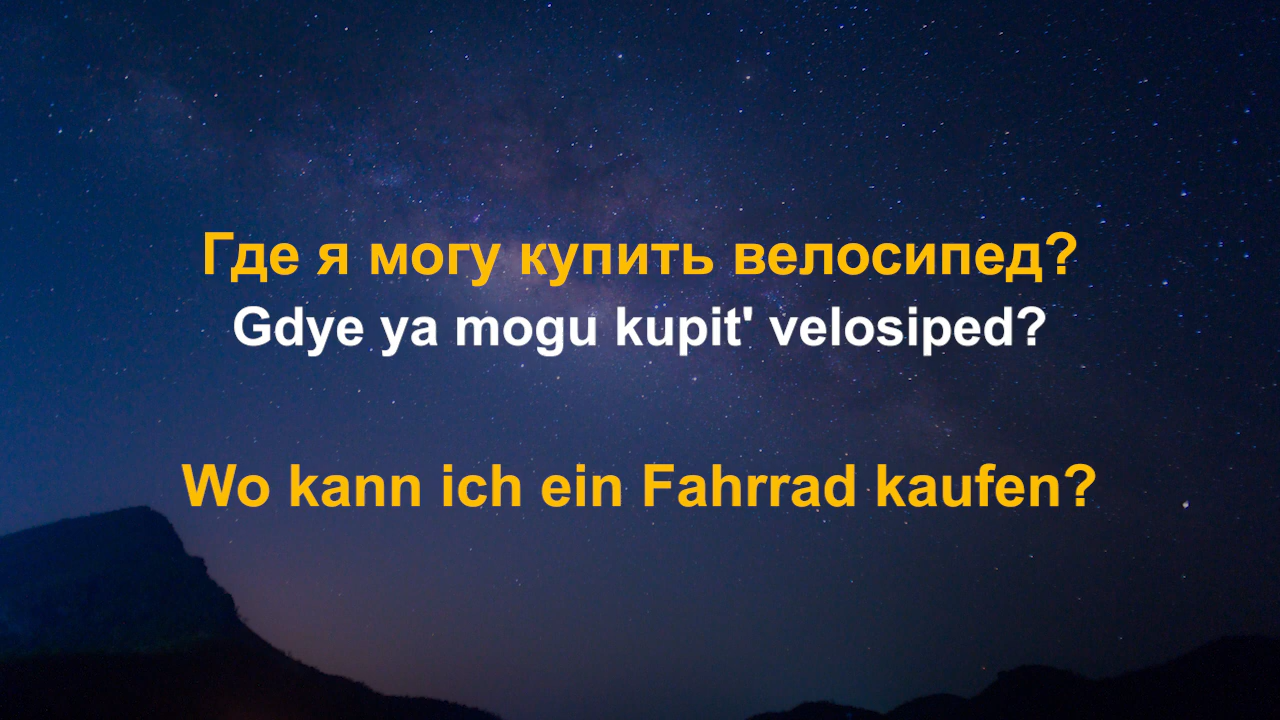 Где я могу купить велосипед?
Gdye ya mogu kupit' velosiped?
Wo kann ich ein Fahrrad kaufen?